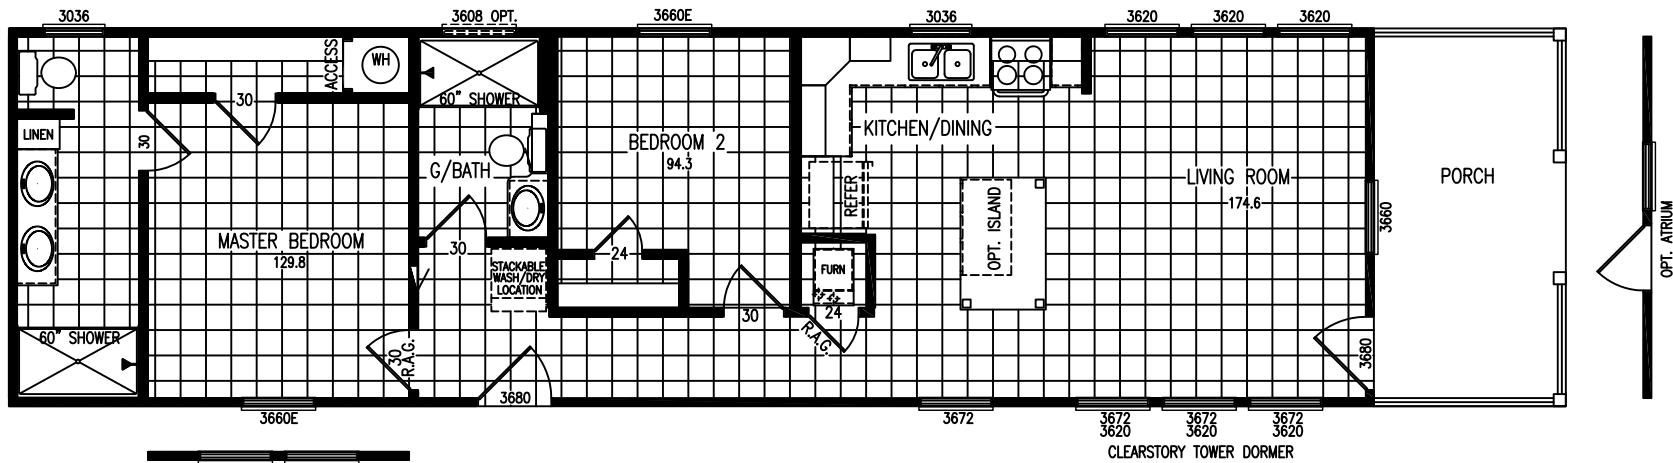 3036
3608 OPT.
3660E
3036
3620
3620
3620
ACCESS
WH
30
60" SHOWER
LINEN
30
G/BATH
BEDROOM 2
94.3
KITCHEN/DINING
REFER
OPT. ISLAND
LIVING ROOM
174.6
PORCH
3660
OPT. ATRIUM
MASTER BEDROOM
129.8
30
STACKABLE
WASH/DRY
LOCATION
24
FURN
24
30
R.A.G.
60" SHOWER
30
R.A.G.
3680
3680
3660E
3672
3672
3620
3672
3620
3672
3620
CLEARSTORY TOWER DORMER